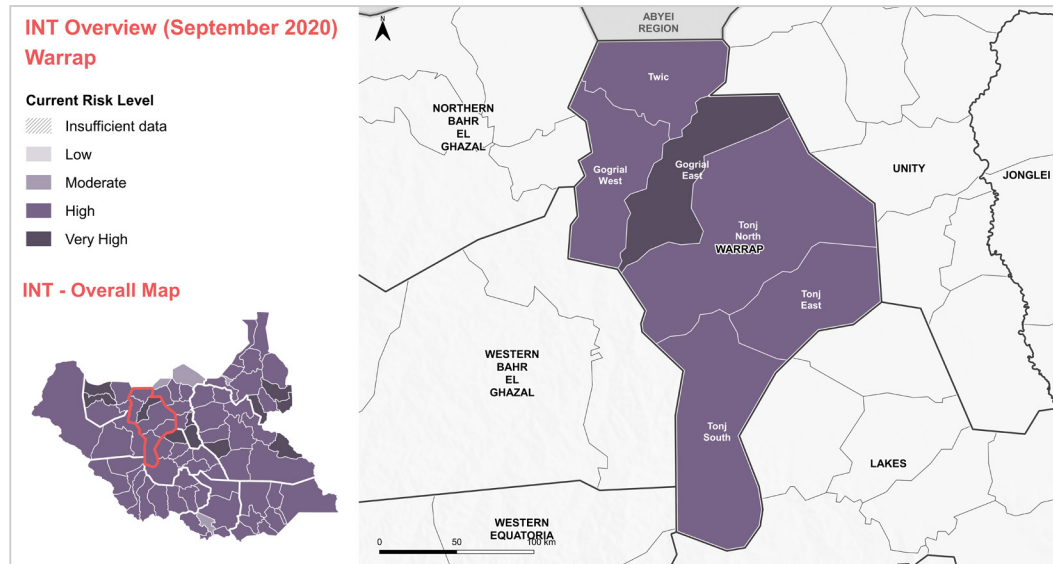 INT Overview (September 2020)
Warrap
Current Risk Level
Insufficient data
Low
Moderate
High
Very High
INT - Overall Map
N
ABYEI
REGION
Twic
NORTHERN
BAHR
EL
GHAZAL
Gogrial
West
Gogrial
East
UNITY
JONGLEI
Tonj
North
WARRAP
Tonj
East
WESTERN
BAHR
EL
GHAZAL
Tonj
South
LAKES
WESTERN
EQUATORIA
0
50
100 km